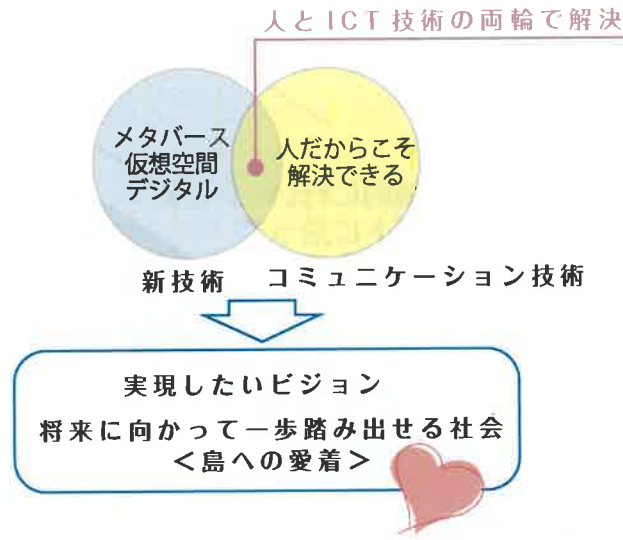 人とICT技術の両輪で解決
メタバース
仮想空間
デジタル
人だからこそ
解決できる
新技術
コミュニケーション技術
実現したいビジョン
将来に向かって一歩踏み出せる社会
＜島への愛着＞